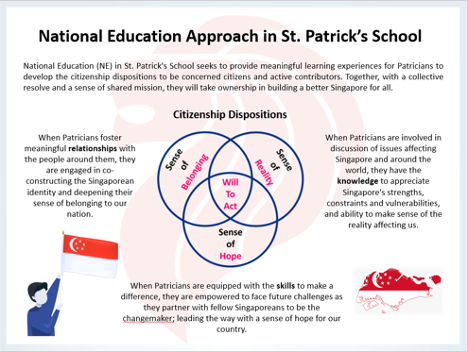 National Education Approach in St. Patrick's School
National Education (NE) in St. Patrick's School seeks to provide meaningful learning experiences for Patricians to
develop the citizenship dispositions to be concerned citizens and active contributors. Together, with a collective
resolve and a sense of shared mission, they will take ownership in building a better Singapore for all.
Citizenship Dispositions
When Patricians foster
meaningful relationships with
the people around them, they
are engaged in co-
constructing the Singaporean
identity and deepening their
sense of belonging to our
nation.
Sense
of
Belonging
Sense
of
Reality
Will
To
Act
Sense
of
Hope
When Patricians are involved in
discussion of issues affecting
Singapore and around the
world, they have the
knowledge to appreciate
Singapore's strengths,
constraints and vulnerabilities,
and ability to make sense of the
reality affecting us.
When Patricians are equipped with the skills to make a
difference, they are empowered to face future challenges as
they partner with fellow Singaporeans to be the
changemaker; leading the way with a sense of hope for our
country.